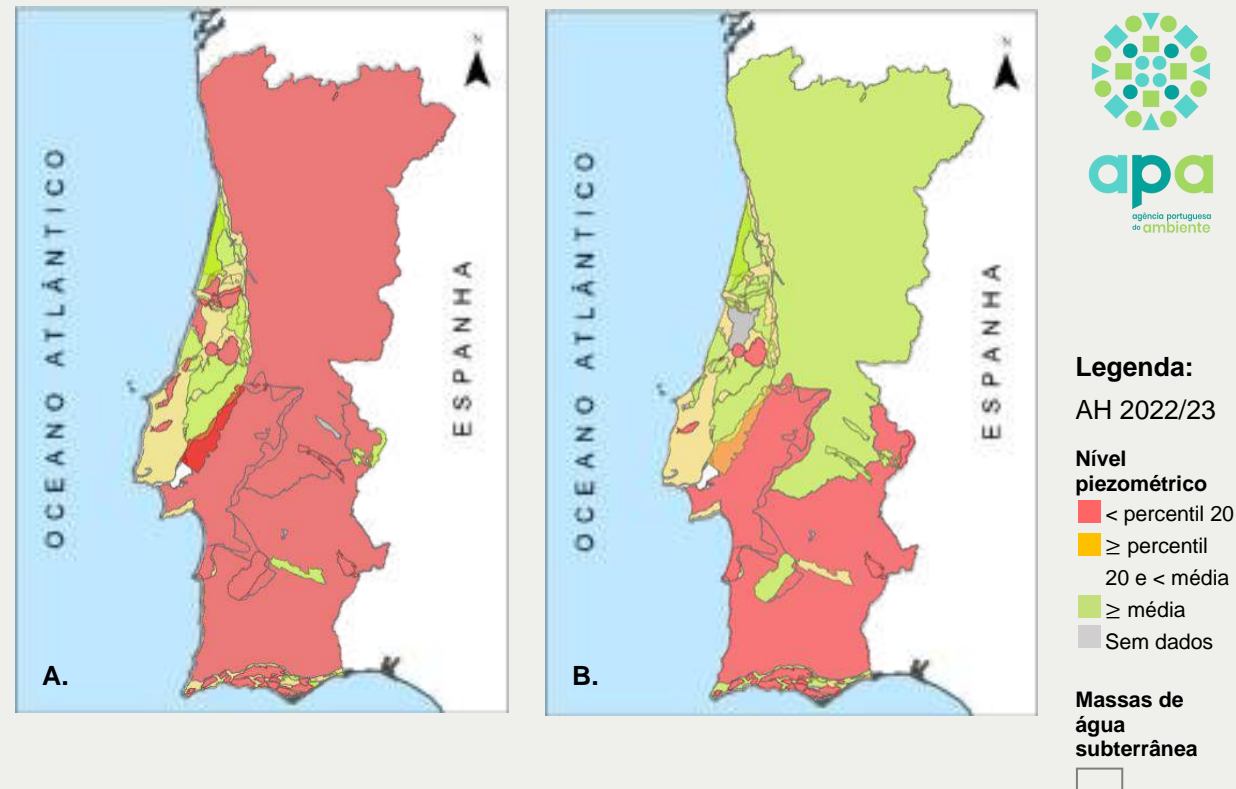 OCEANO ATLÂNTICO
ESPANHA
N
A.
OCEANO ATLÂNTICO
ESPANHA
N
B.
apa
agência portuguesa
do ambiente
Legenda:
AH 2022/23
Nível
piezométrico
< percentil 20
≥ percentil
20 e < média
≥ média
Sem dados
Massas de
água
subterrânea